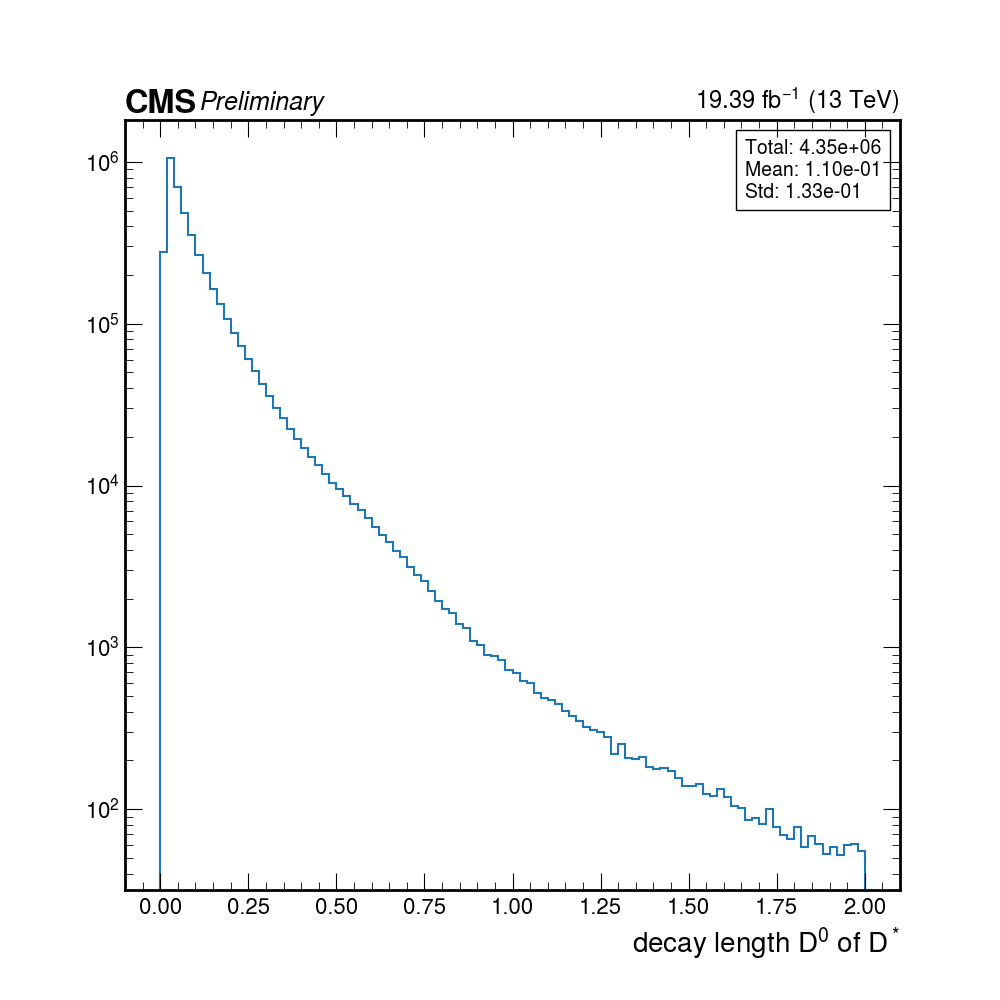 CMS Preliminary 19.39 fb⁻¹ (13 TeV)
Total: 4.35e+06
Mean: 1.10e-01
Std: 1.33e-01
10⁶
10⁵
10⁴
10³
10²
0.00 0.25 0.50 0.75 1.00 1.25 1.50 1.75 2.00
decay length D⁰ of D*